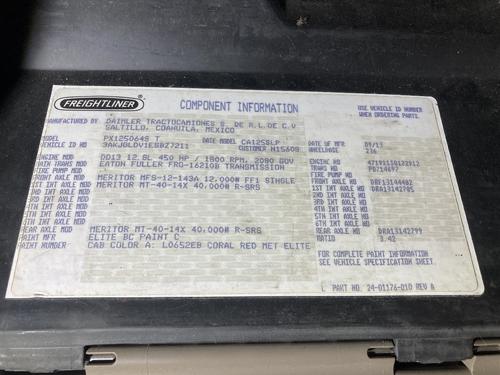 FREIGHTLINER
COMPONENT INFORMATION
USE VEHICLE ID NUMBER
WHEN ORDERING PARTS.
MANUFACTURED BY DAIMLER TRACTOCAMIONES S. DE R.L.DE C.V
SALTILLO, COAHUILA, MEXICO
MODEL PX125064S T DATE MODEL CA125SLP DATE OF MFR 09/13
VEHICLE ID CUSTOMER N15609 WHEELBASE 216
ENGINE MOD DD13 12.8L 450 HP / 1800 RPM, 2080 GOV ENGINE NO
MAIN TRANS MOD EATON FULLER FRO-16210B TRANSMISSION TRANS NO
FIRE PUMP MOD FIRE PUMP NO
FRONT AXLE MOD MERITOR MFS-12-143A 12,000# FF1 SINGLE FRONT AXLE NO
1ST INT AXLE MOD MERITOR MT-40-14X 40,000# R-SRS 1ST INT AXLE NO
2ND INT AXLE MOD 2ND INT AXLE NO
3RD INT AXLE MOD 3RD INT AXLE NO
4TH INT AXLE MOD 4TH INT AXLE NO
5TH INT AXLE MOD 5TH INT AXLE NO
6TH INT AXLE MOD 6TH INT AXLE NO
REAR AXLE MOD MERITOR MT-40-14X 40,000# R-SRS REAR AXLE NO DRA13142799
PAINT MFR ELITE BC PAINT C RATIO 3.42
PAINT NUMBER CAB COLOR A: L0652EB CORAL RED MET ELITE
FOR COMPLETE PAINT INFORMATION
SEE VEHICLE SPECIFICATION SHEET.
L PART NO. 24-01176-010 REV A